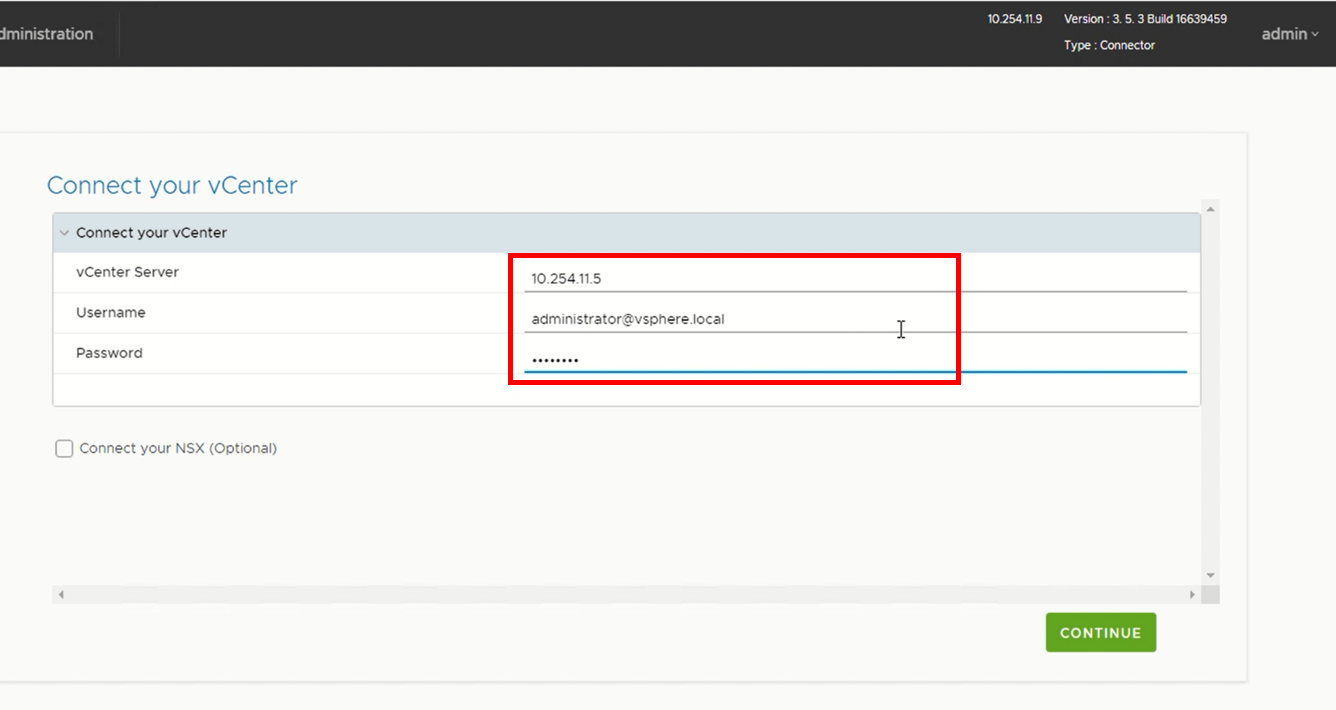 10.254.11.9 Version : 3. 5. 3 Build 16639459
dministration admin
Type : Connector
Connect your vCenter
Connect your vCenter
vCenter Server 10.254.11.5
Username administrator@vsphere.local
Password ••••••••
Connect your NSX (Optional)
CONTINUE